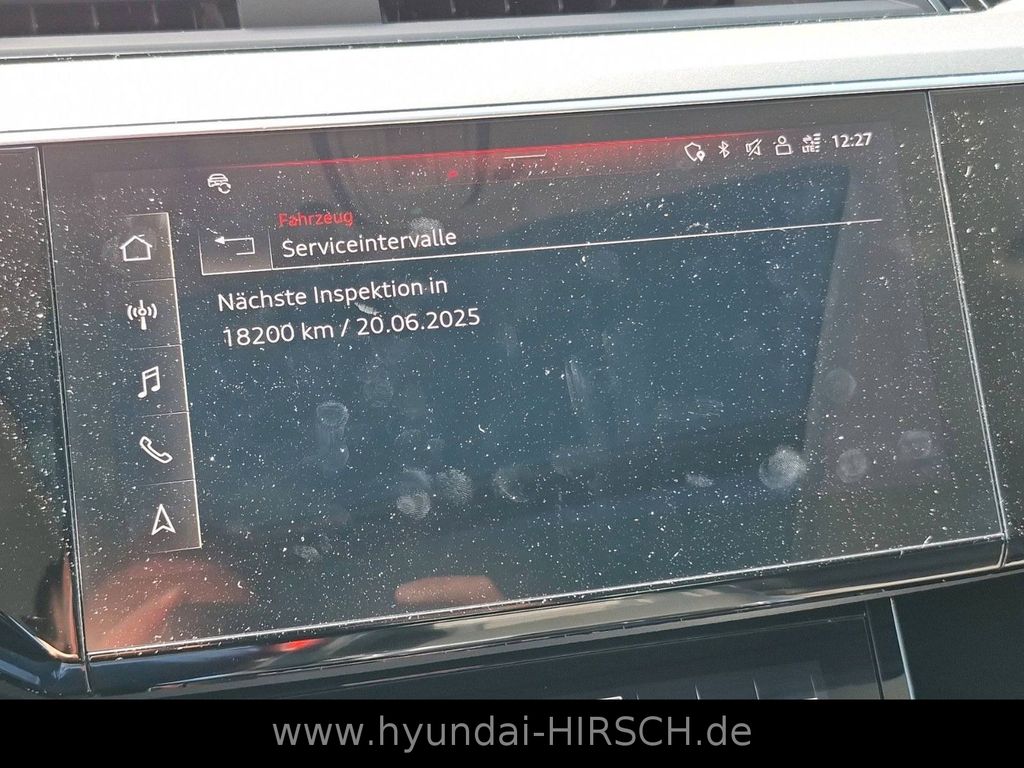 12:27
Fahrzeug
Serviceintervalle
Nächste Inspektion in
18200 km / 20.06.2025
www.hyundai-HIRSCH.de